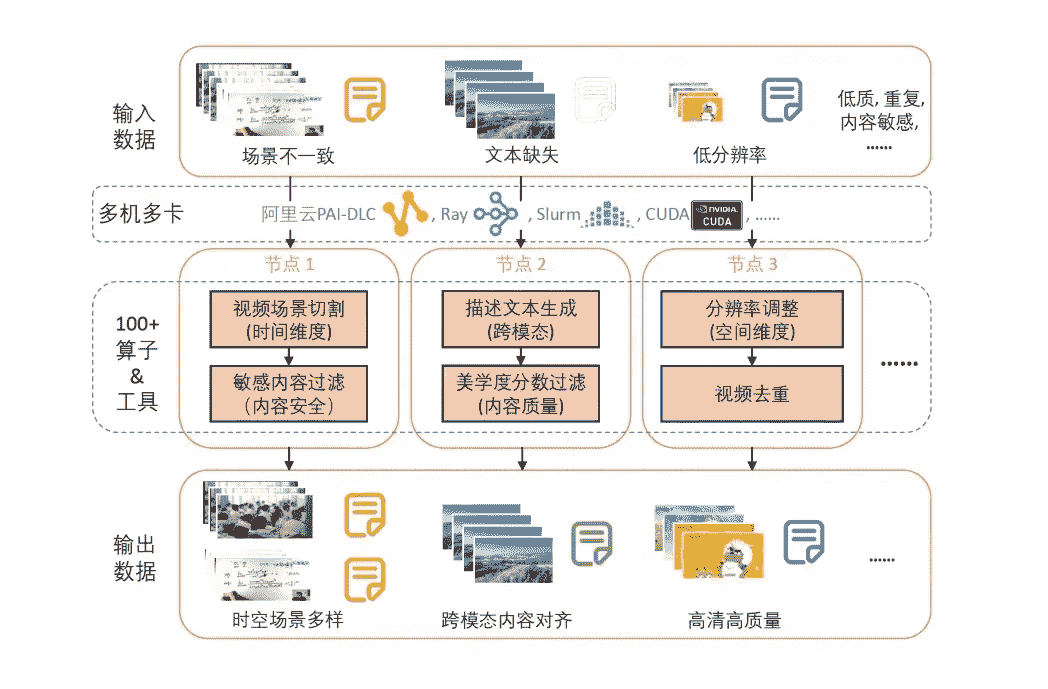 输入
数据
场景不一致
文本缺失
低分辨率
低质, 重复,
内容敏感,
……
多机多卡
阿里云PAI-DLC , Ray , Slurm , CUDA NVIDIA. CUDA , ……
节点 1
节点 2
节点 3
100+
算子
&
工具
视频场景切割
(时间维度)
敏感内容过滤
（内容安全）
描述文本生成
(跨模态)
美学度分数过滤
(内容质量)
分辨率调整
(空间维度)
视频去重
……
输出
数据
时空场景多样
跨模态内容对齐
高清高质量
……